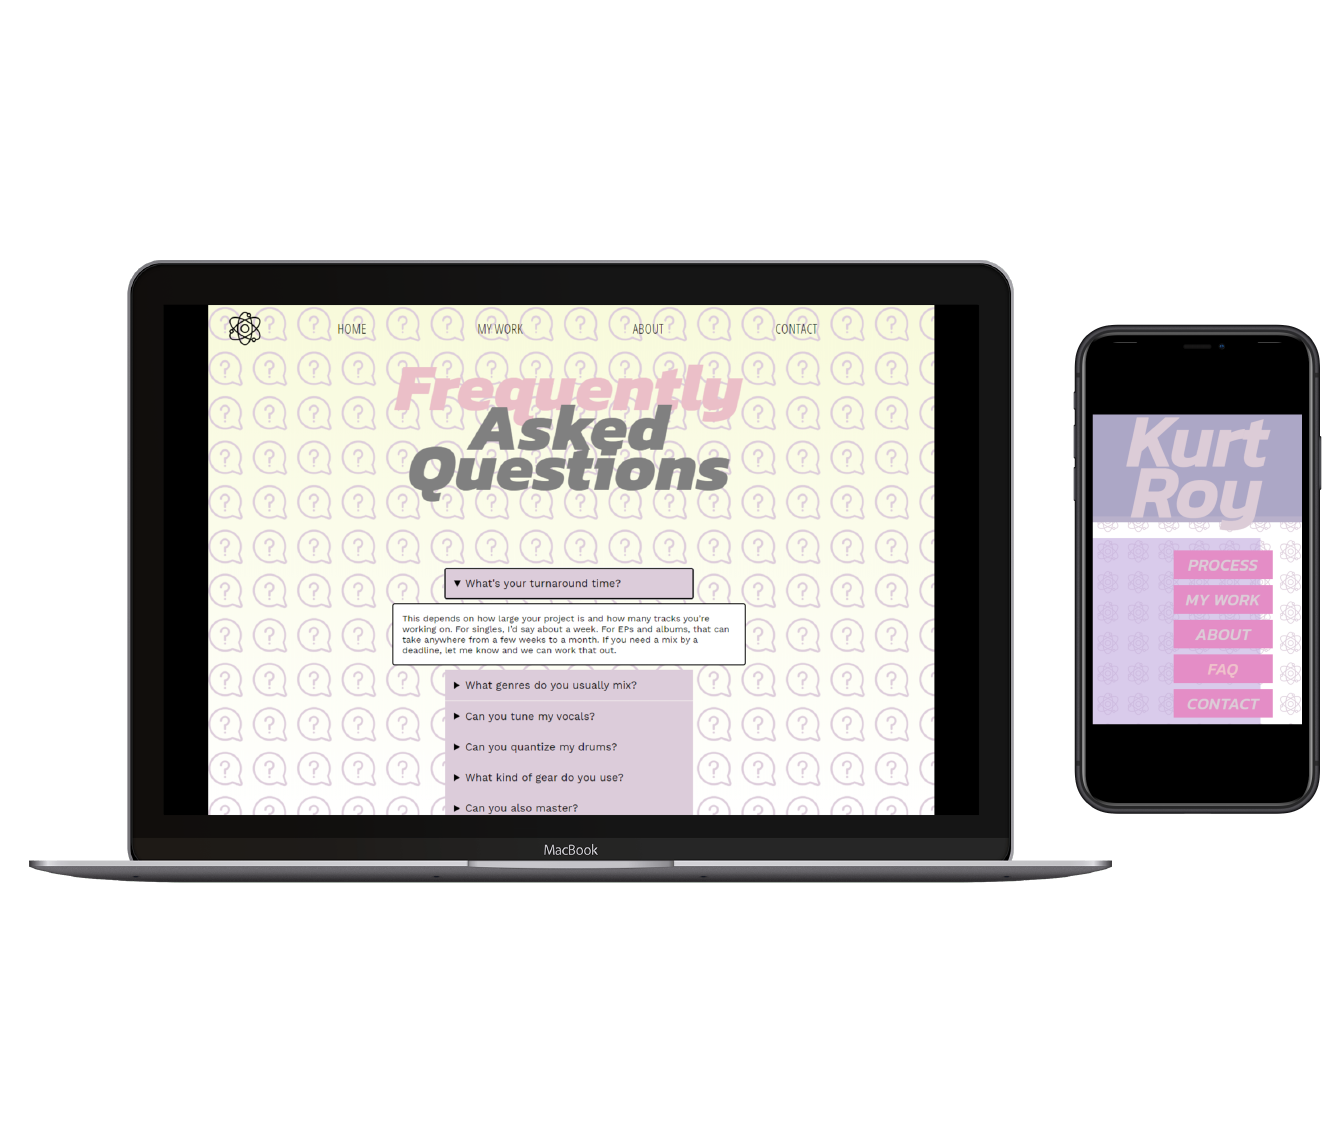 HOME MY WORK ABOUT CONTACT
Frequently
Asked
Questions
▼ What's your turnaround time?
This depends on how large your project is and how many tracks you're
working on. For singles, I'd say about a week. For EPs and albums, that can
take anywhere from a few weeks to a month. If you need a mix by a
deadline, let me know and we can work that out.
▶ What genres do you usually mix?
▶ Can you tune my vocals?
▶ Can you quantize my drums?
▶ What kind of gear do you use?
▶ Can you also master?
MacBook
Kurt
Roy
PROCESS
MY WORK
ABOUT
FAQ
CONTACT